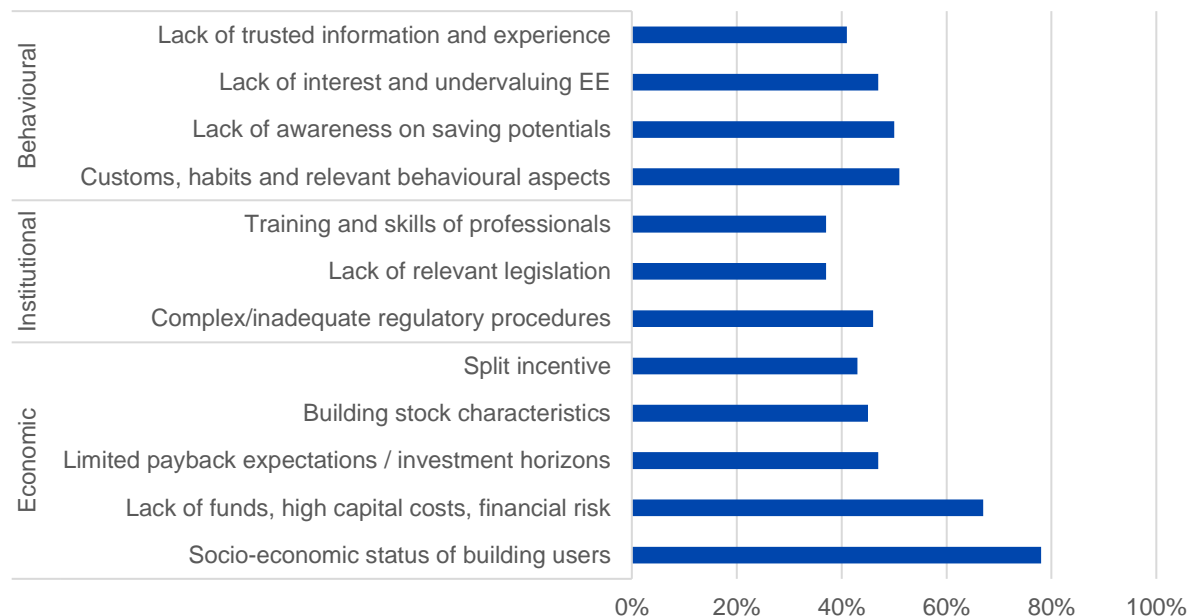 Behavioural
Lack of trusted information and experience
Lack of interest and undervaluing EE
Lack of awareness on saving potentials
Customs, habits and relevant behavioural aspects
Institutional
Training and skills of professionals
Lack of relevant legislation
Complex/inadequate regulatory procedures
Economic
Split incentive
Building stock characteristics
Limited payback expectations / investment horizons
Lack of funds, high capital costs, financial risk
Socio-economic status of building users
0% 20% 40% 60% 80% 100%